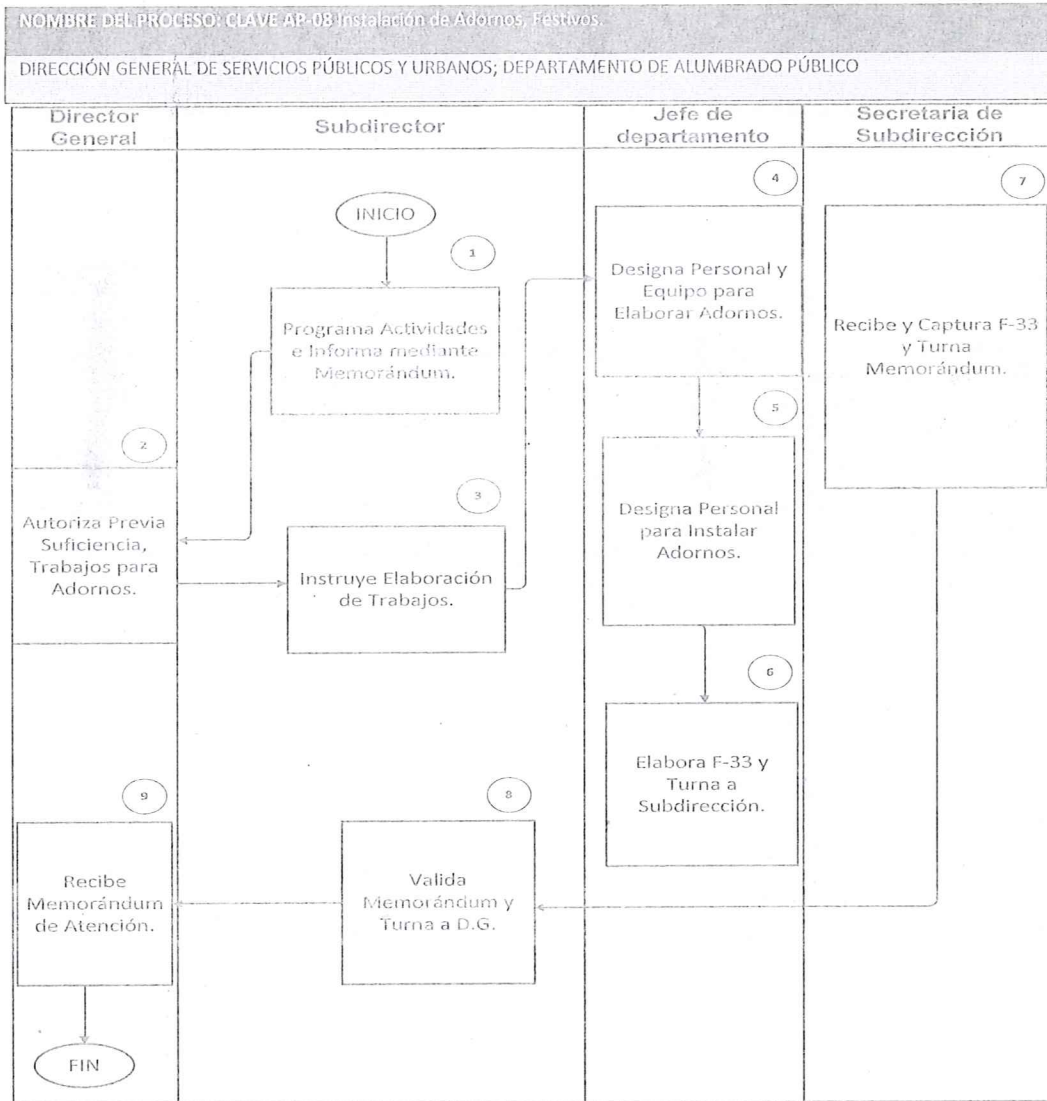 NOMBRE DEL PROCESO: CLAVE AP-08 Instalación de Adornos, Festivos.
DIRECCIÓN GENERAL DE SERVICIOS PÚBLICOS Y URBANOS; DEPARTAMENTO DE ALUMBRADO PÚBLICO
Director
General
Subdirector
Jefe de
departamento
Secretaria de
Subdirección
INICIO
1
Programa Actividades
e Informa mediante
Memorándum.
2
Autoriza Previa
Suficiencia,
Trabajos para
Adornos.
3
Instruye Elaboración
de Trabajos.
4
Designa Personal y
Equipo para
Elaborar Adornos.
5
Designa Personal
para Instalar
Adornos.
6
Elabora F-33 y
Turna a
Subdirección.
7
Recibe y Captura F-33
y Turna
Memorándum.
8
Valida
Memorándum y
Turna a D.G.
9
Recibe
Memorándum
de Atención.
FIN